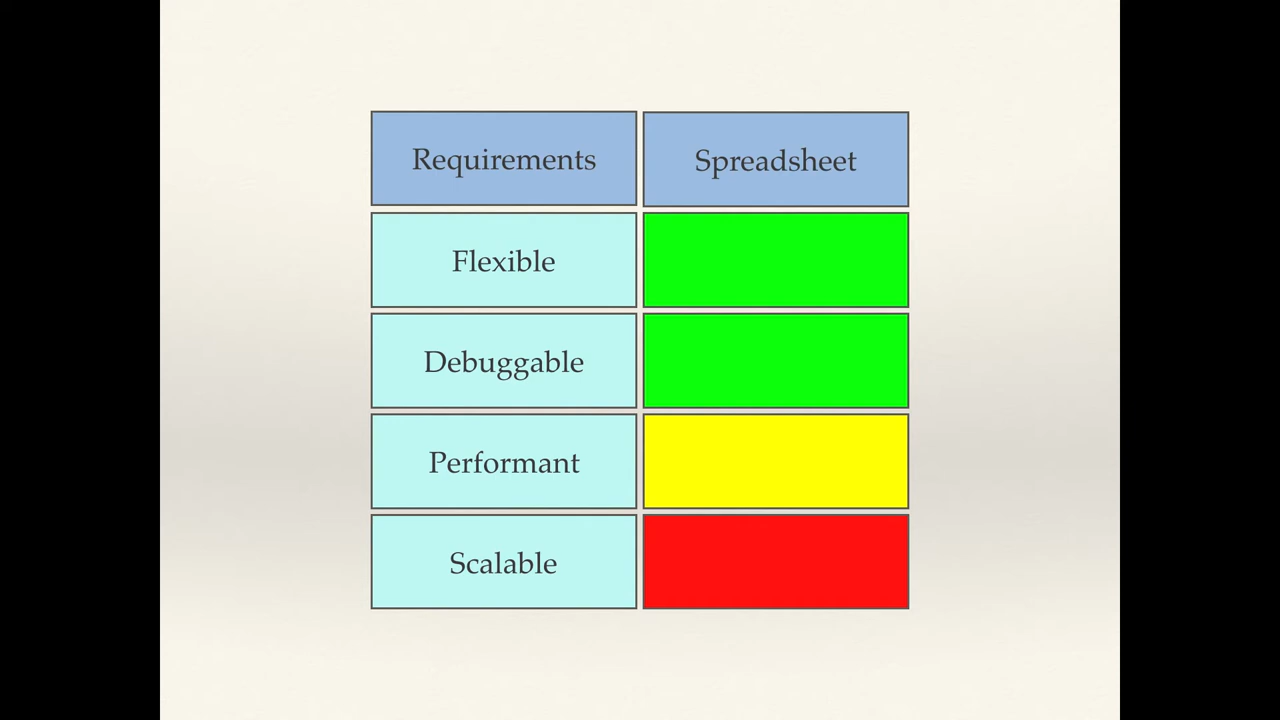 Requirements
Spreadsheet
Flexible
Debuggable
Performant
Scalable